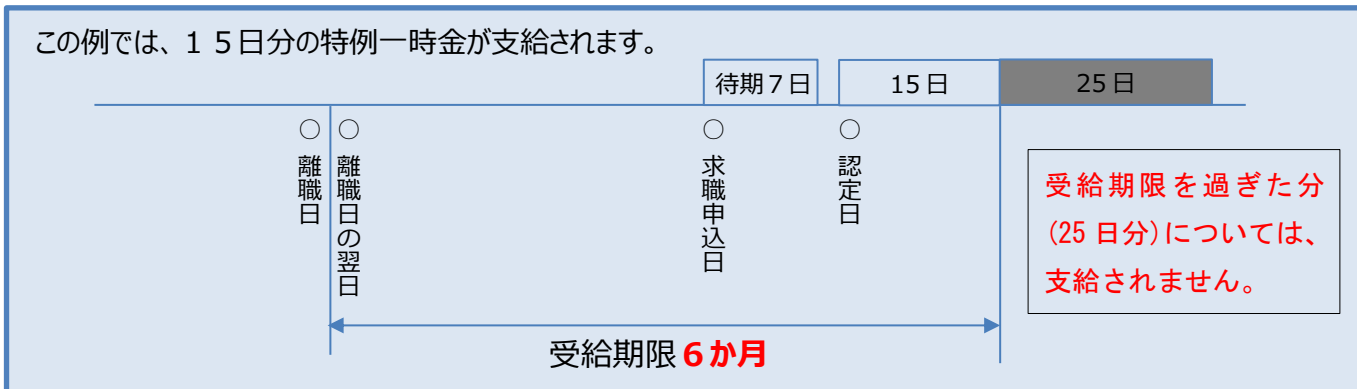 この例では、１５日分の特例一時金が支給されます。
待期７日
15日
25日
○離職日
○離職日の翌日
○求職申込日
○認定日
受給期限を過ぎた分
(25日分)については、
支給されません。
受給期限６か月